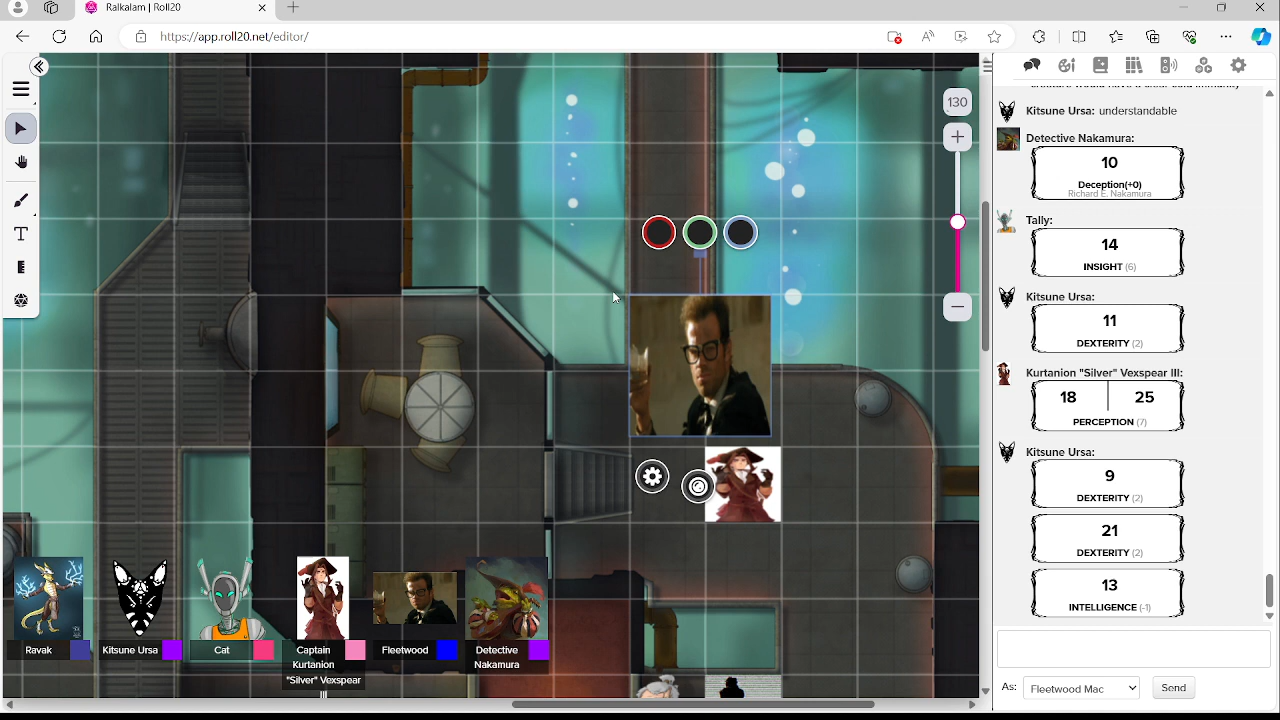 Ralkalam | Roll20
https://app.roll20.net/editor/
130
Kitsune Ursa: understandable
Detective Nakamura:
10
Deception(+0)
Richard E. Nakamura
Tally:
14
INSIGHT (6)
Kitsune Ursa:
11
DEXTERITY (2)
Kurtanion "Silver" Vexspear III:
18 25
PERCEPTION (7)
Kitsune Ursa:
9
DEXTERITY (2)
21
DEXTERITY (2)
13
INTELLIGENCE (-1)
Ravak
Kitsune Ursa
Cat
Captain
Kurtanion
"Silver" Vexspear
III
Fleetwood
Detective
Nakamura
As: Fleetwood Mac Send